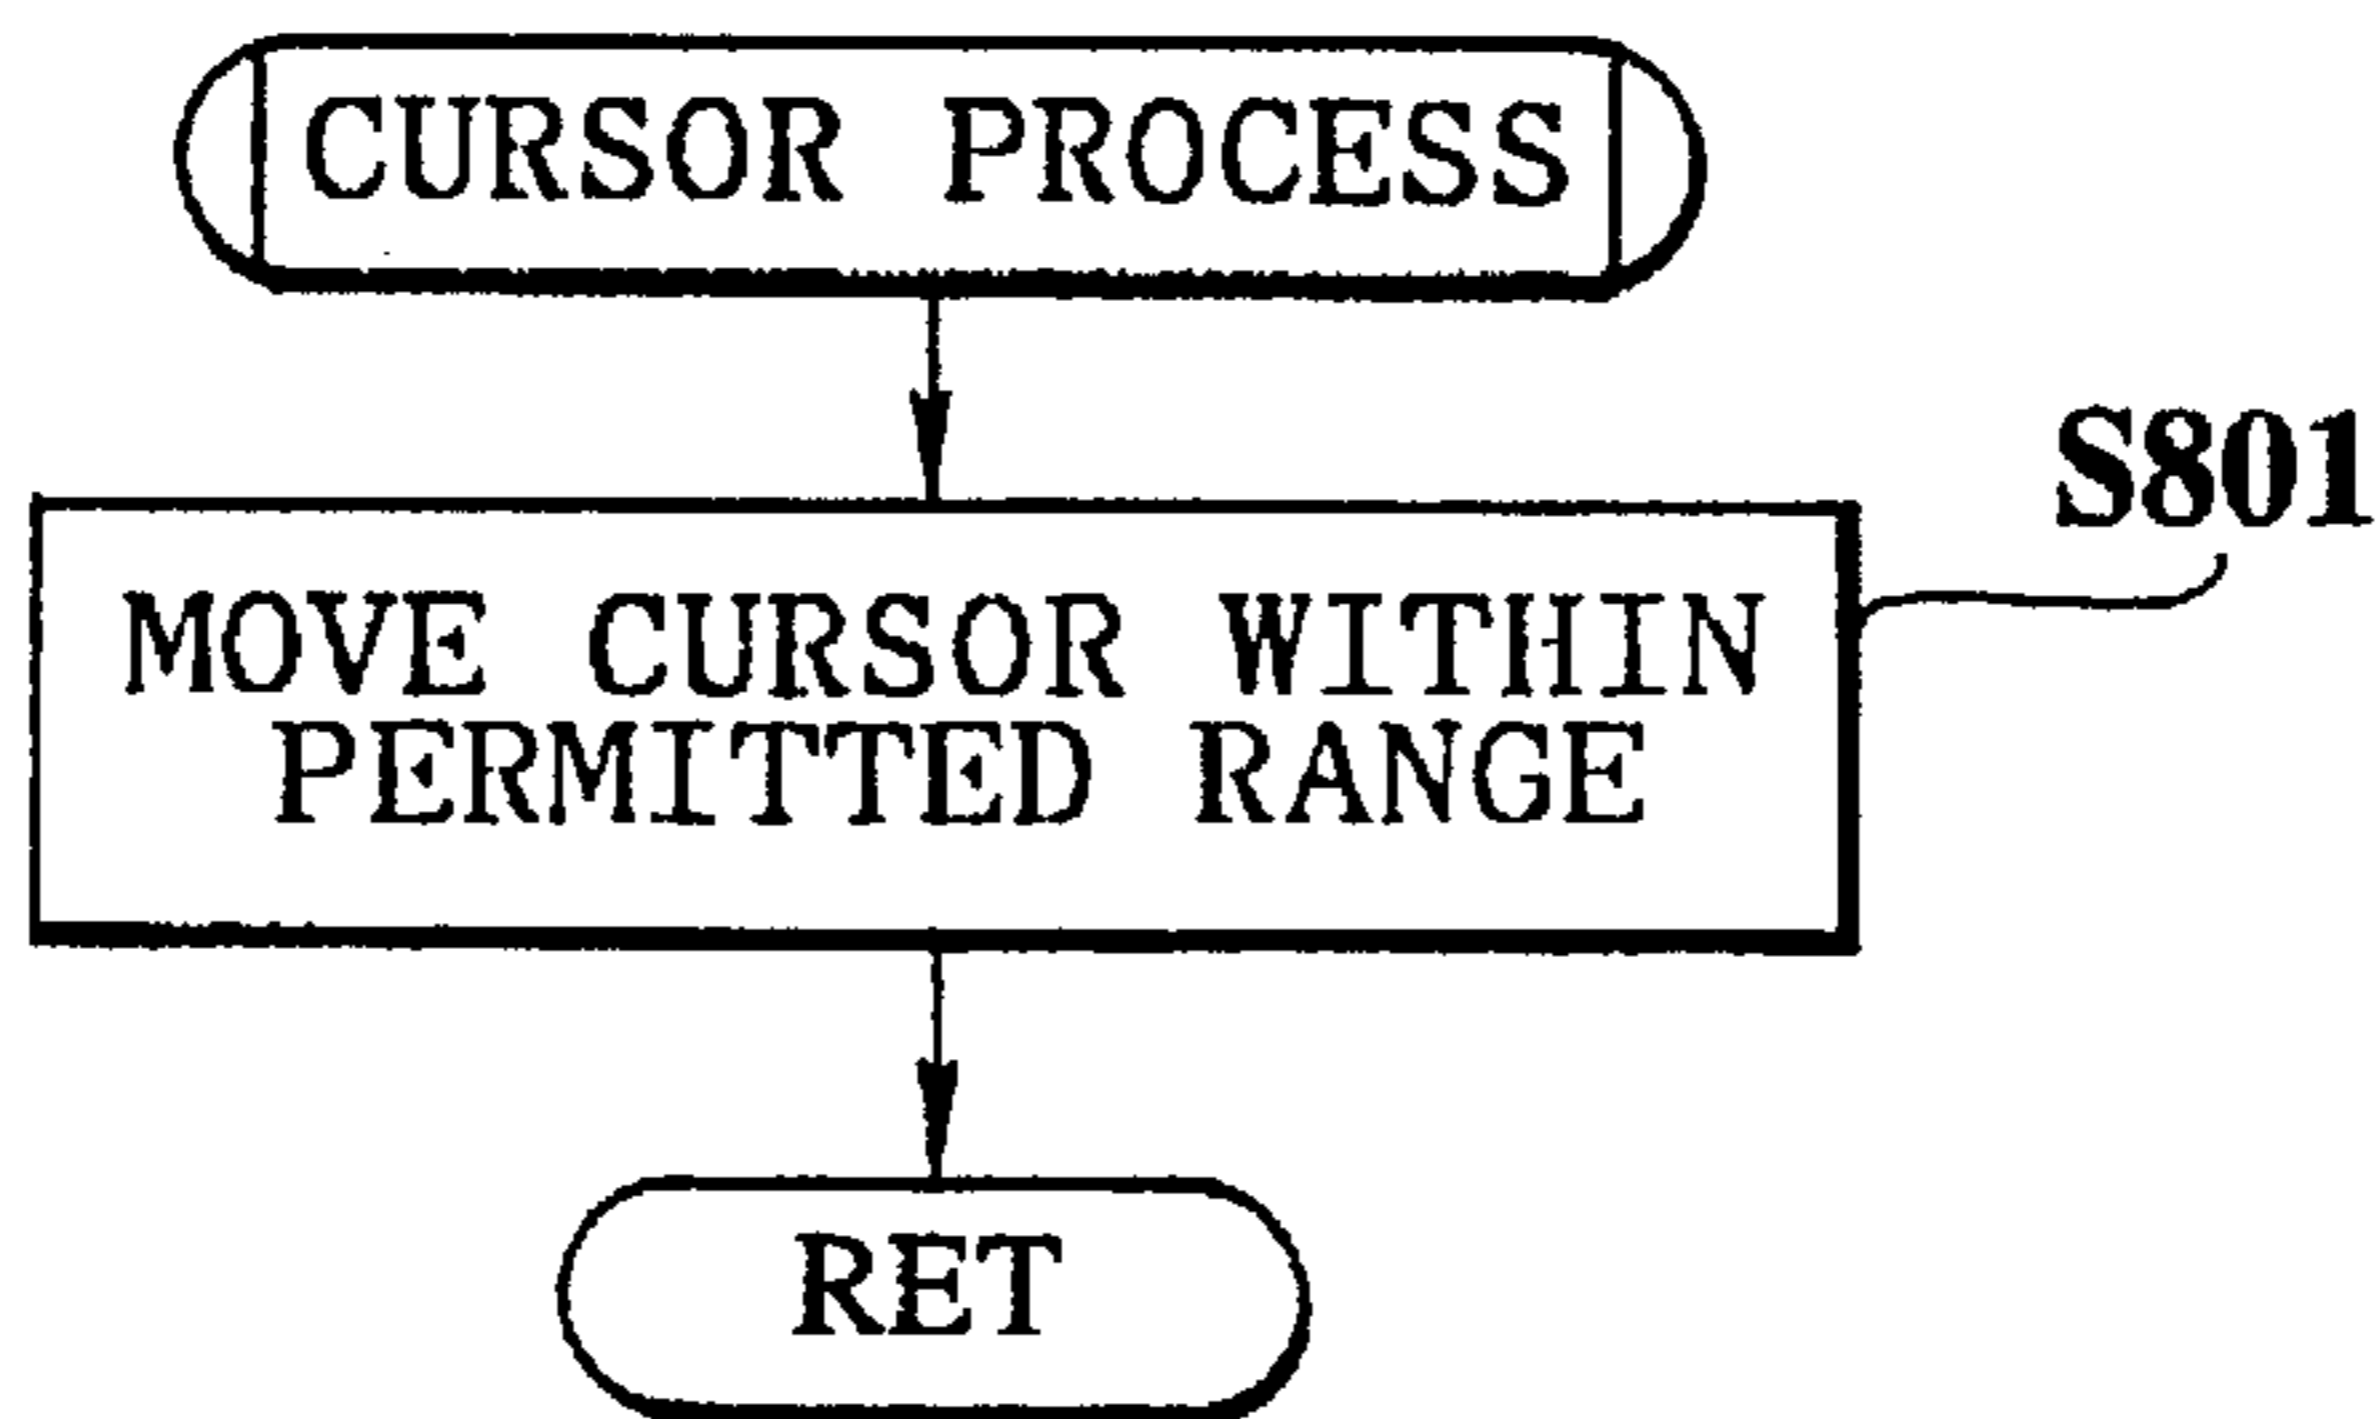 CURSOR PROCESS
S801
MOVE CURSOR WITHIN
PERMITTED RANGE
RET